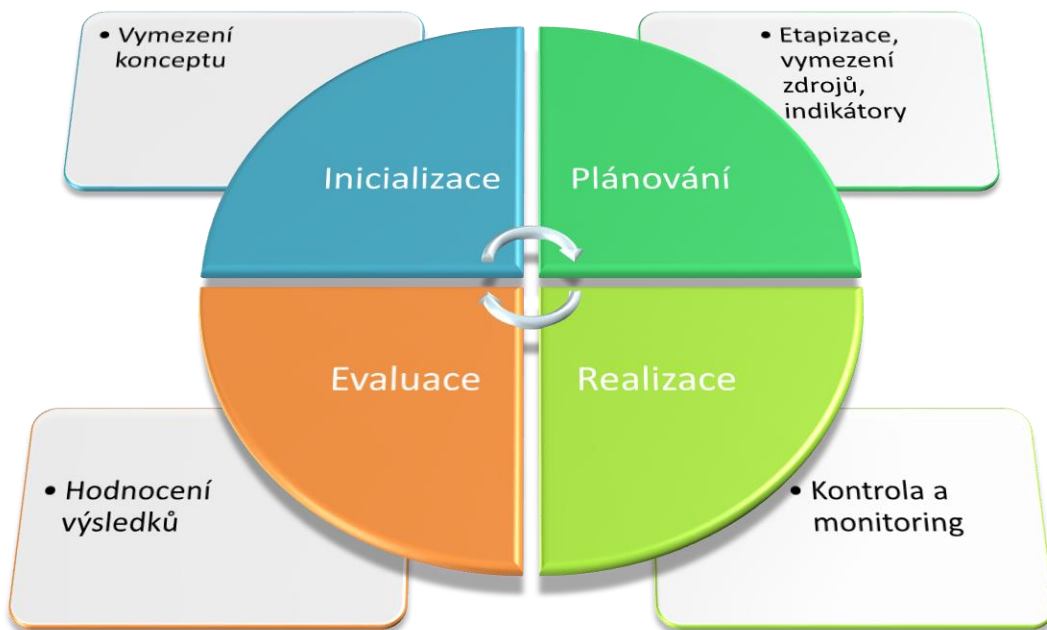 • Vymezení
konceptu
• Etapizace,
vymezení
zdrojů,
indikátory
Inicializace
Plánování
Evaluace
Realizace
• Hodnocení
výsledků
• Kontrola a
monitoring